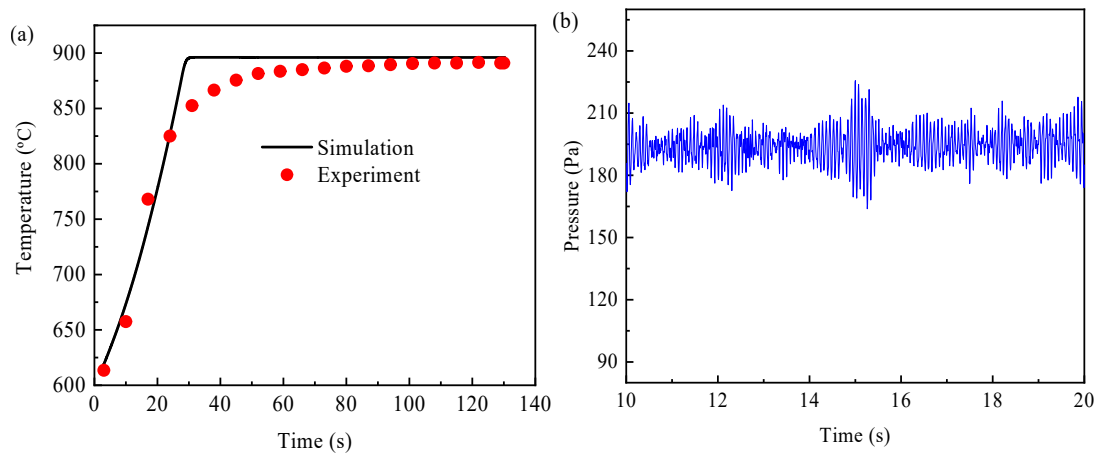 (a)
900
850
800
750
700
650
600
0 20 40 60 80 100 120 140
Temperature (°C)
Time (s)
Simulation
Experiment
(b)
240
210
180
150
120
90
10 12 14 16 18 20
Pressure (Pa)
Time (s)